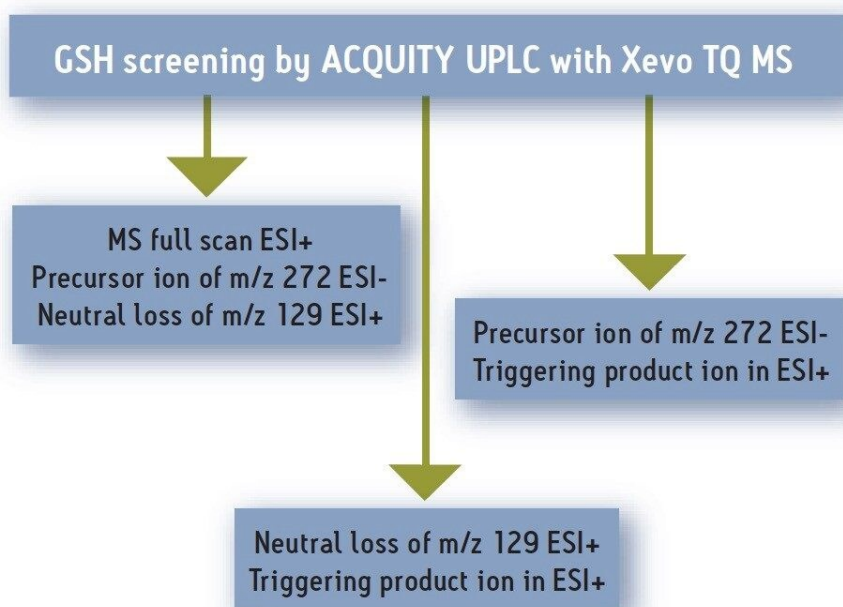 GSH screening by ACQUITY UPLC with Xevo TQ MS
MS full scan ESI+
Precursor ion of m/z 272 ESI-
Neutral loss of m/z 129 ESI+
Precursor ion of m/z 272 ESI-
Triggering product ion in ESI+
Neutral loss of m/z 129 ESI+
Triggering product ion in ESI+